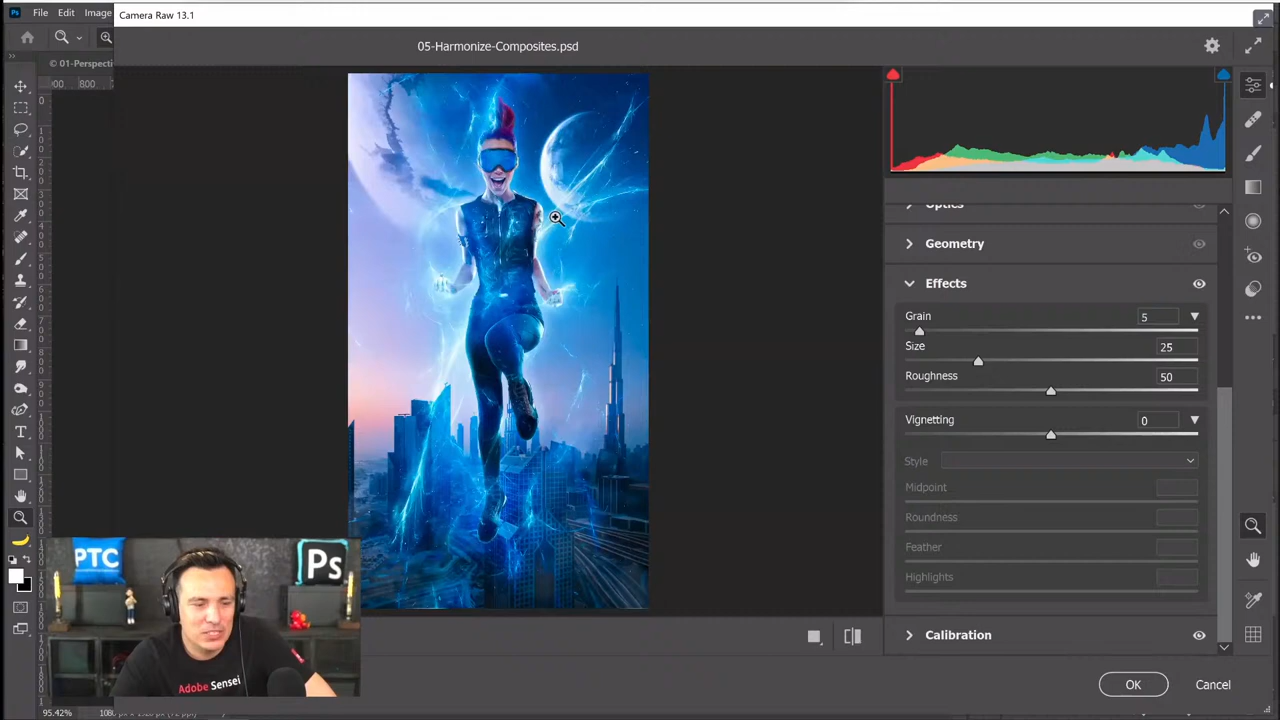 Camera Raw 13.1
File Edit Image
05-Harmonize-Composites.psd
© 01-Perspecti
900 800
Optics
Geometry
Effects
Grain 5
Size 25
Roughness 50
Vignetting 0
Style
Midpoint
Roundness
Feather
Highlights
Calibration
OK Cancel
PTC
Ps
Adobe Sensei
95.42%